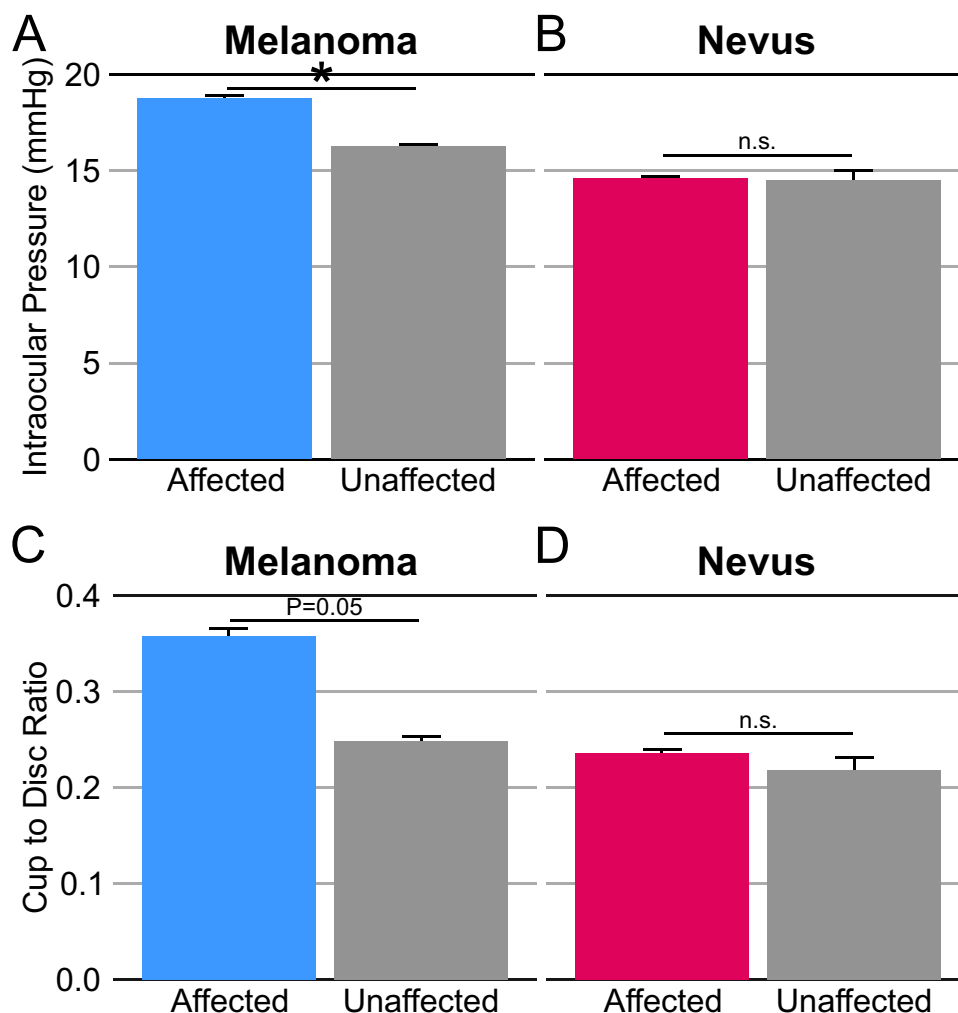 A
Melanoma
B
Nevus
Intraocular Pressure (mmHg)
20
15
10
5
0
*
n.s.
Affected
Unaffected
Affected
Unaffected
C
Melanoma
D
Nevus
Cup to Disc Ratio
0.4
0.3
0.2
0.1
0.0
P=0.05
n.s.
Affected
Unaffected
Affected
Unaffected